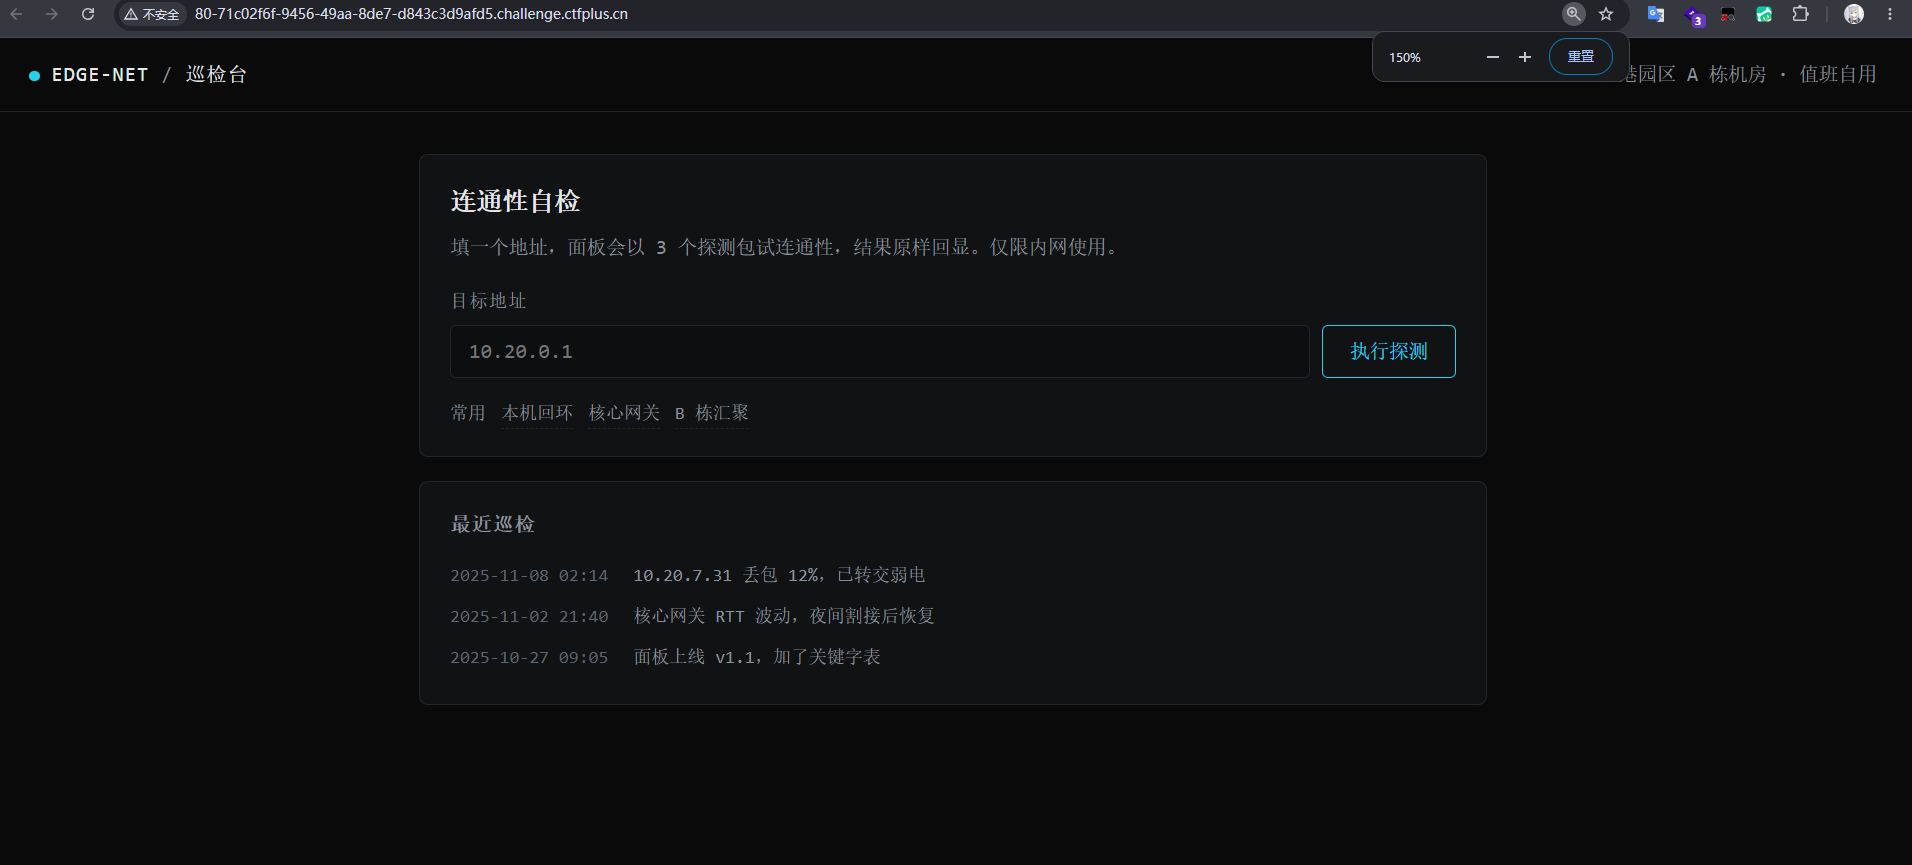 不安全 80-71c02f6f-9456-49aa-8de7-d843c3d9afd5.challenge.ctfplus.cn
3
150% 重置
EDGE-NET / 巡检台
园区 A 栋机房 · 值班自用
连通性自检
填一个地址，面板会以 3 个探测包试连通性，结果原样回显。仅限内网使用。
目标地址
10.20.0.1 执行探测
常用 本机回环 核心网关 B 栋汇聚
最近巡检
2025-11-08 02:14 10.20.7.31 丢包 12%，已转交弱电
2025-11-02 21:40 核心网关 RTT 波动，夜间割接后恢复
2025-10-27 09:05 面板上线 v1.1，加了关键字表